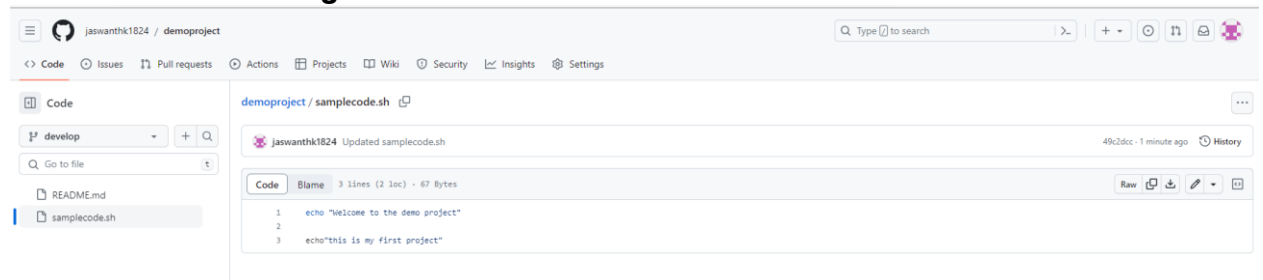 jaswanthk1824 / demoproject
Type / to search
Code Issues Pull requests Actions Projects Wiki Security Insights Settings
Code
demoproject / samplecode.sh
develop
jaswanthk1824 Updated samplecode.sh
49c2dcc · 1 minute ago History
Go to file t
README.md
samplecode.sh
Code Blame 3 lines (2 loc) · 67 Bytes
Raw
1 echo "Welcome to the demo project"
2
3 echo"this is my first project"